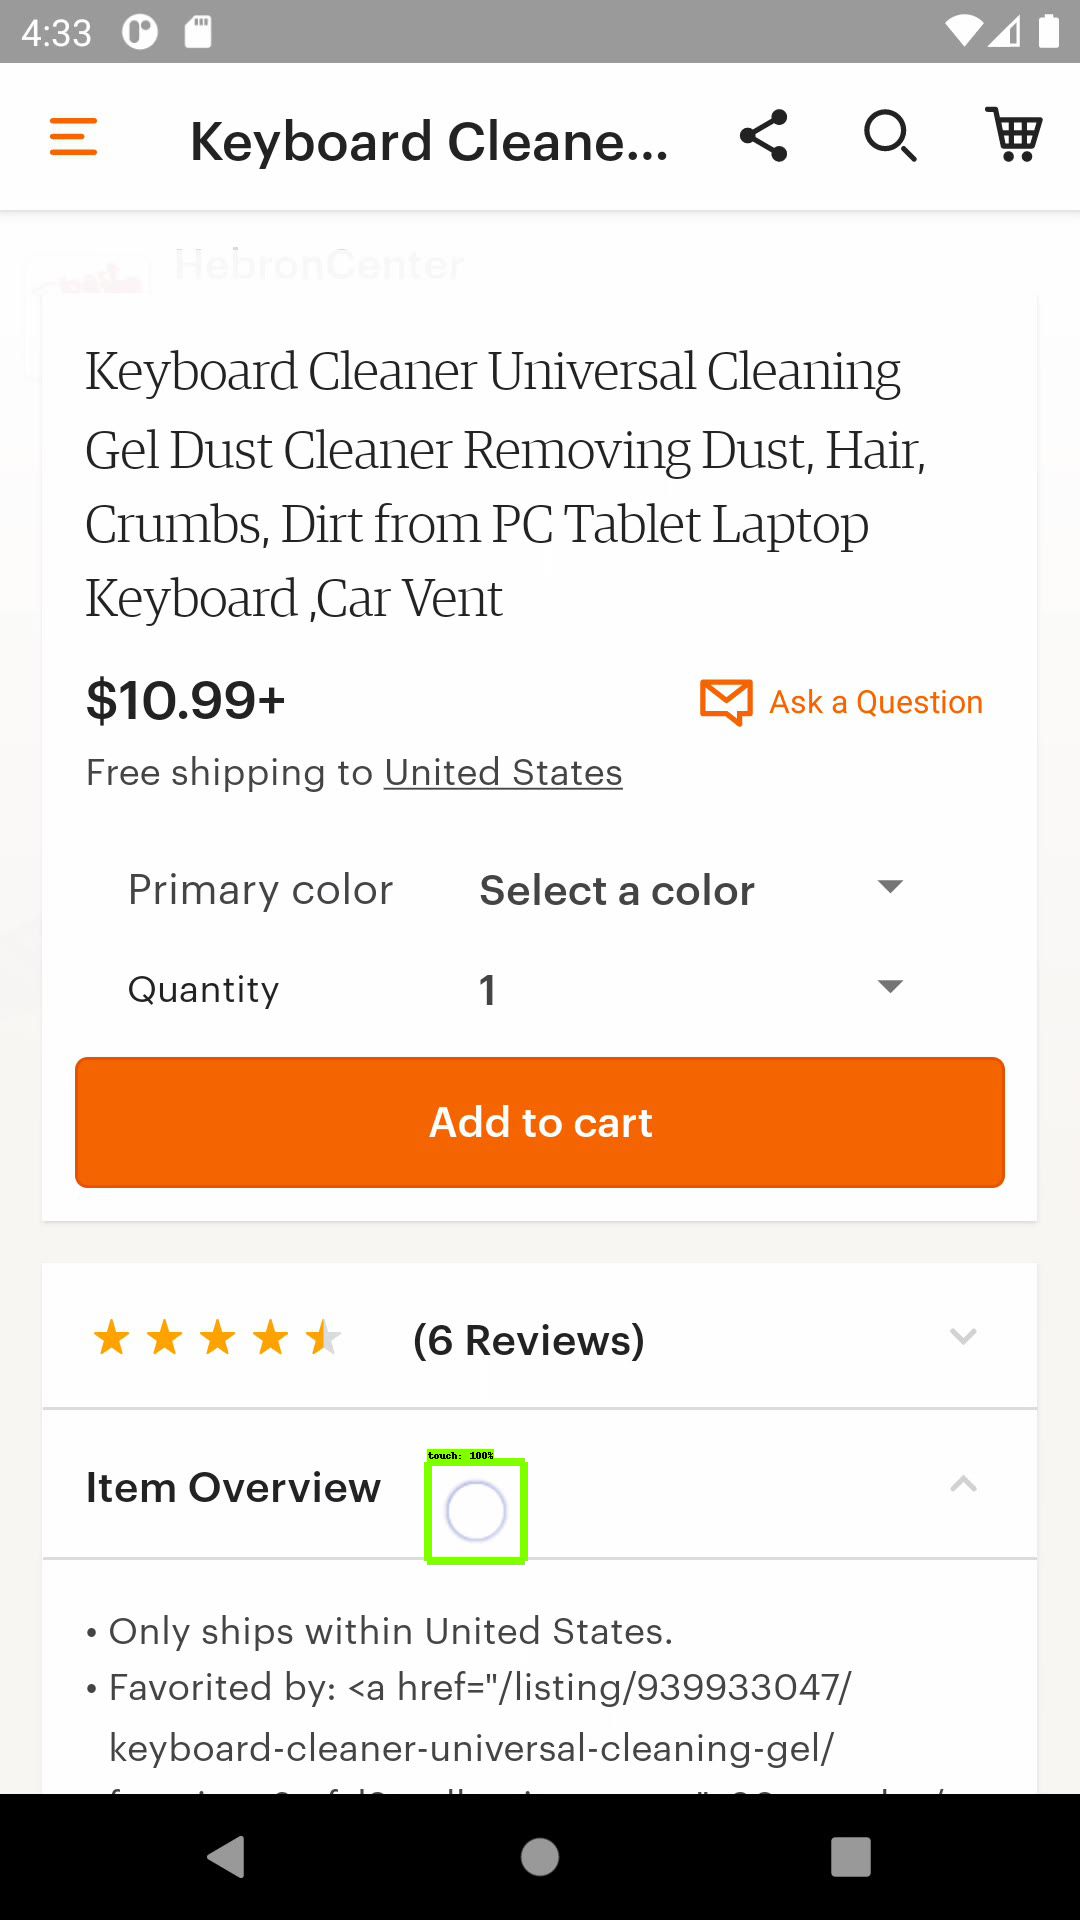 4:33
Keyboard Cleane...
HebronCenter
Keyboard Cleaner Universal Cleaning
Gel Dust Cleaner Removing Dust, Hair,
Crumbs, Dirt from PC Tablet Laptop
Keyboard ,Car Vent
$10.99+
Ask a Question
Free shipping to United States
Primary color Select a color
Quantity 1
Add to cart
(6 Reviews)
touch: 100%
Item Overview
• Only ships within United States.
• Favorited by: <a href="/listing/939933047/
keyboard-cleaner-universal-cleaning-gel/